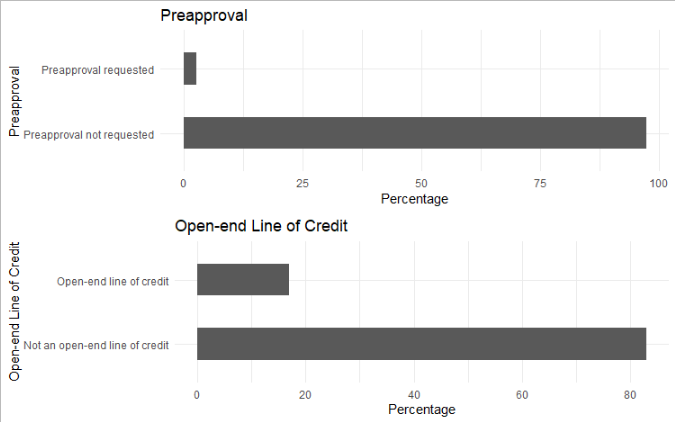 Preapproval
Preapproval
Preapproval requested
Preapproval not requested
0 25 50 75 100
Percentage
Open-end Line of Credit
Open-end Line of Credit
Open-end line of credit
Not an open-end line of credit
0 20 40 60 80
Percentage